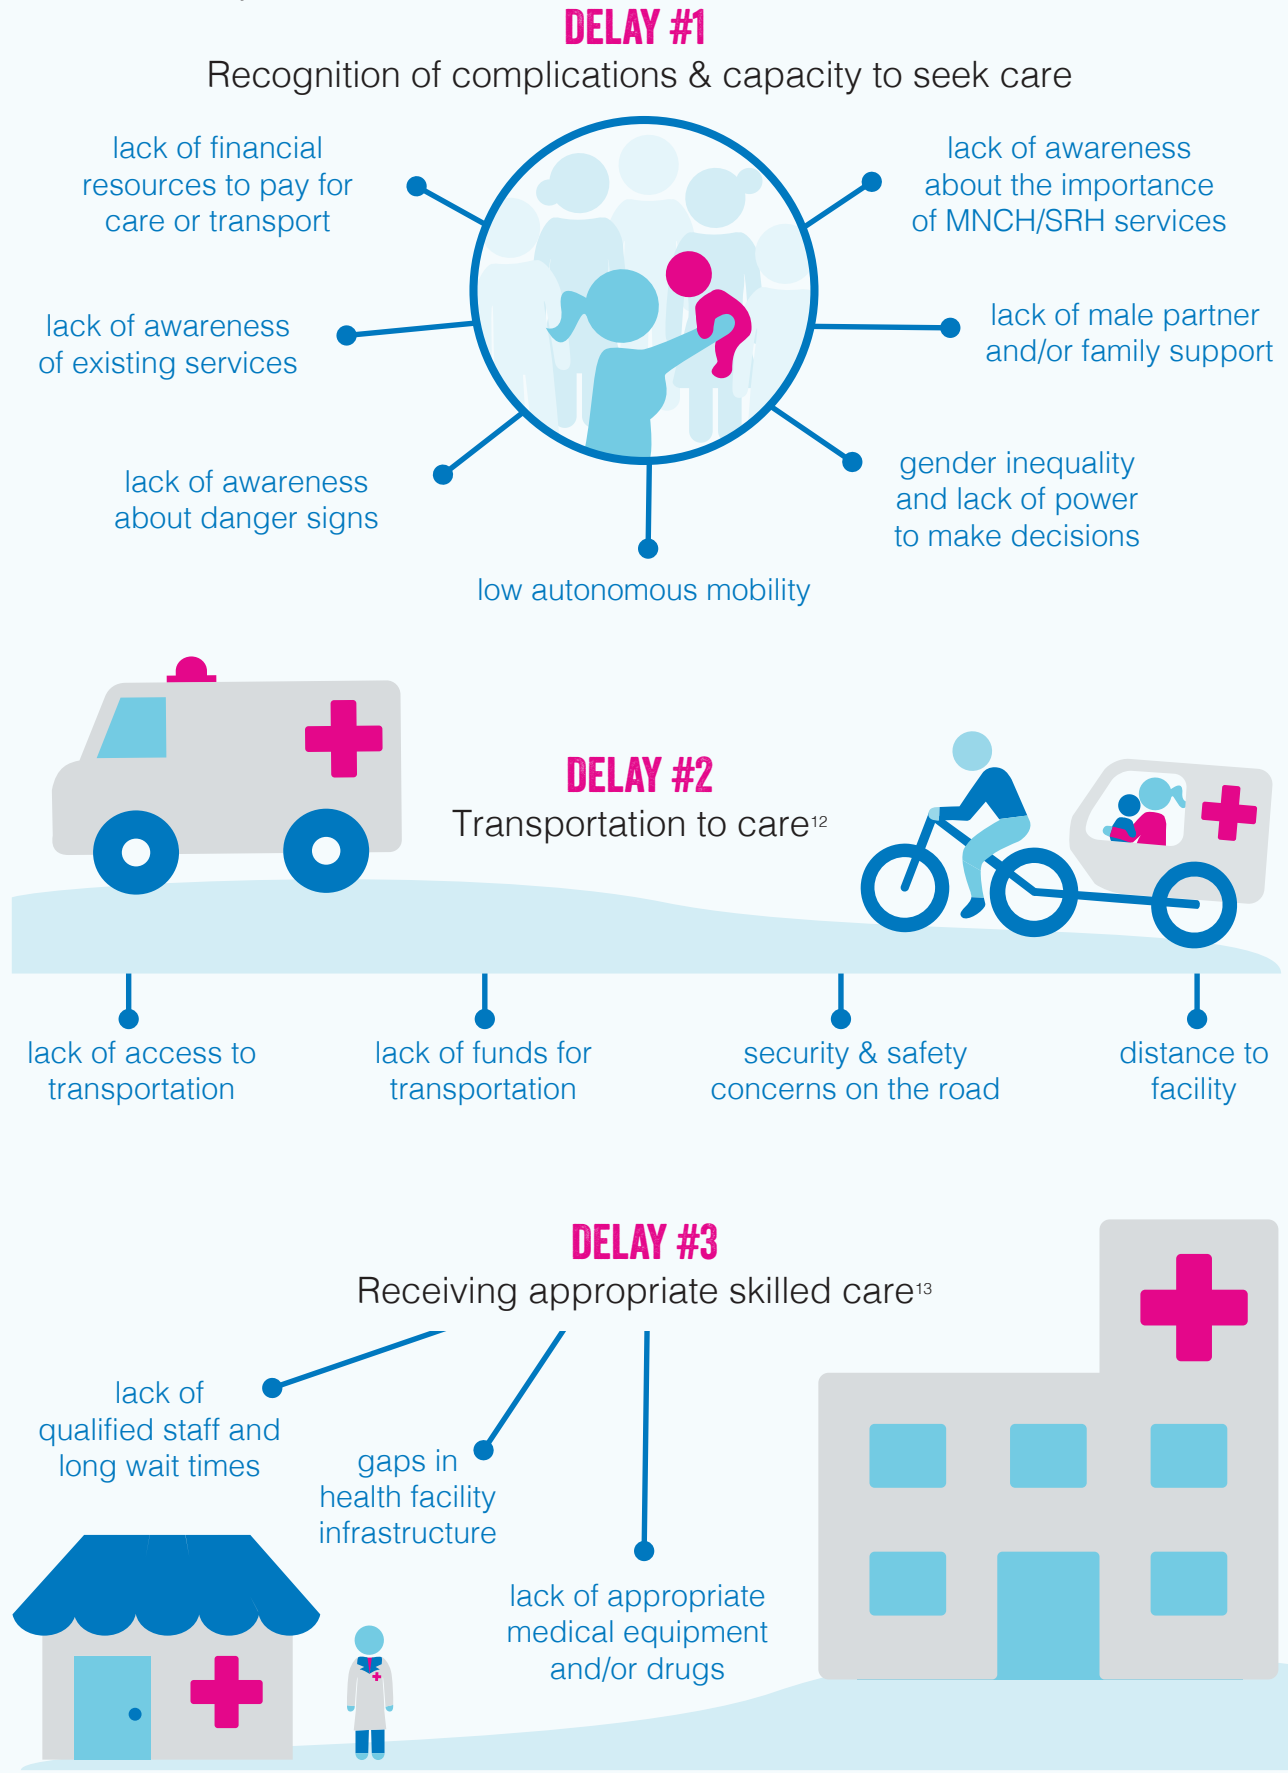 DELAY #1
Recognition of complications & capacity to seek care
lack of financial
resources to pay for
care or transport
lack of awareness
about the importance
of MNCH/SRH services
lack of awareness
of existing services
lack of male partner
and/or family support
lack of awareness
about danger signs
gender inequality
and lack of power
to make decisions
low autonomous mobility
DELAY #2
Transportation to care¹²
lack of access to
transportation
lack of funds for
transportation
security & safety
concerns on the road
distance to
facility
DELAY #3
Receiving appropriate skilled care¹³
lack of
qualified staff and
long wait times
gaps in
health facility
infrastructure
lack of appropriate
medical equipment
and/or drugs